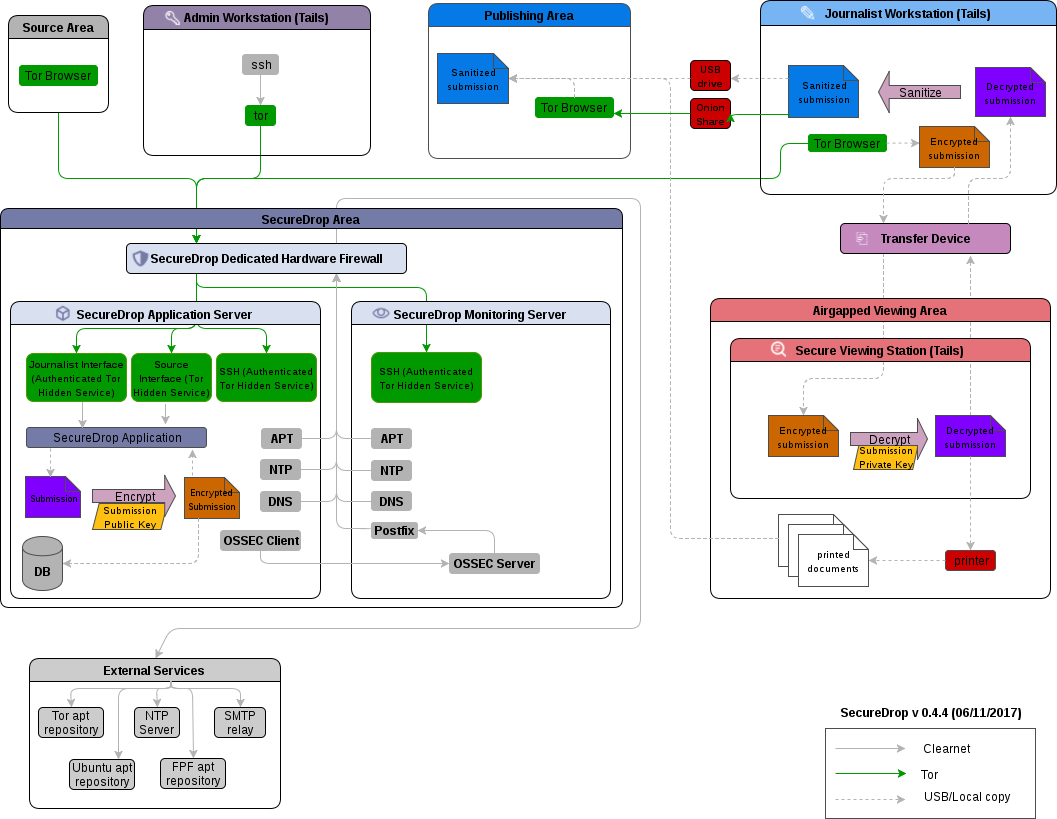 Source Area
Tor Browser
Admin Workstation (Tails)
ssh
tor
Publishing Area
Sanitized
submission
Tor Browser
USB
drive
Onion
Share
Journalist Workstation (Tails)
Sanitized
submission
Sanitize
Decrypted
submission
Tor Browser
Encrypted
submission
Transfer Device
SecureDrop Area
SecureDrop Dedicated Hardware Firewall
SecureDrop Application Server
Journalist Interface
(Authenticated Tor
Hidden Service)
Source
Interface (Tor
Hidden Service)
SSH (Authenticated
Tor Hidden Service)
SecureDrop Application
Submission
Encrypt
Submission
Public Key
Encrypted
Submission
DB
APT
NTP
DNS
OSSEC Client
SecureDrop Monitoring Server
SSH (Authenticated
Tor Hidden Service)
APT
NTP
DNS
Postfix
OSSEC Server
Airgapped Viewing Area
Secure Viewing Station (Tails)
Encrypted
submission
Decrypt
Submission
Private Key
Decrypted
submission
printed
documents
printer
External Services
Tor apt
repository
NTP
Server
SMTP
relay
Ubuntu apt
repository
FPF apt
repository
SecureDrop v 0.4.4 (06/11/2017)
Clearnet
Tor
USB/Local copy